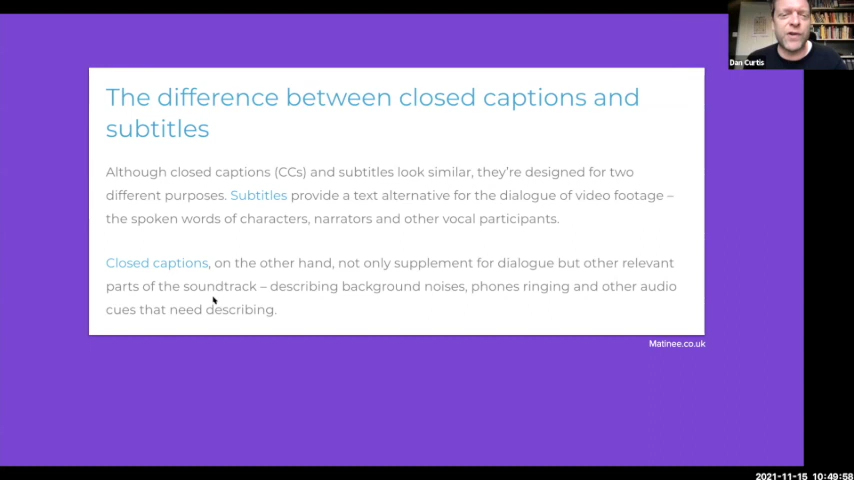 Dan Curtis
The difference between closed captions and
subtitles
Although closed captions (CCs) and subtitles look similar, they're designed for two
different purposes. Subtitles provide a text alternative for the dialogue of video footage –
the spoken words of characters, narrators and other vocal participants.
Closed captions, on the other hand, not only supplement for dialogue but other relevant
parts of the soundtrack – describing background noises, phones ringing and other audio
cues that need describing.
Matinee.co.uk
2021-11-15 10:49:58